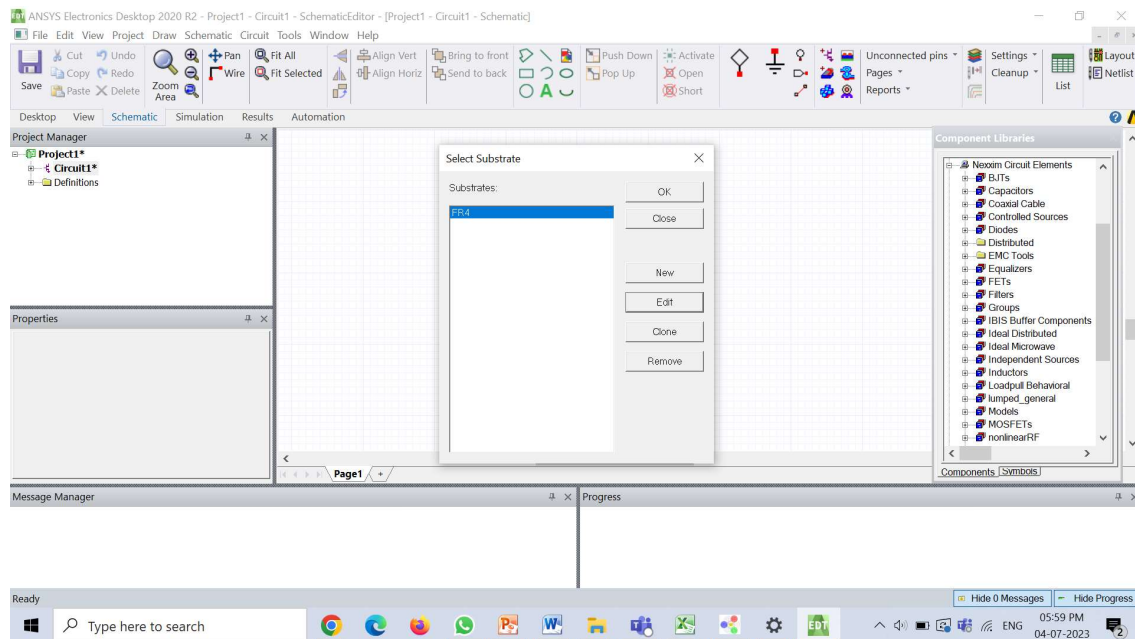 ANSYS Electronics Desktop 2020 R2 - Project1 - Circuit1 - SchematicEditor - [Project1 - Circuit1 - Schematic]
File Edit View Project Draw Schematic Circuit Tools Window Help
Save
Cut
Copy
Paste
Undo
Redo
Delete
Zoom Area
Pan
Wire
Fit All
Fit Selected
Align Vert
Align Horiz
Bring to front
Send to back
Push Down
Pop Up
Activate
Open
Short
Unconnected pins
Pages
Reports
Settings
Cleanup
List
Layout
Netlist
Desktop View Schematic Simulation Results Automation
Project Manager
Project1*
Circuit1*
Definitions
Properties
Select Substrate
Substrates:
FR4
OK
Close
New
Edit
Clone
Remove
Page1 +
Component Libraries
Nexxim Circuit Elements
BJTs
Capacitors
Coaxial Cable
Controlled Sources
Diodes
Distributed
EMC Tools
Equalizers
FETs
Filters
Groups
IBIS Buffer Components
Ideal Distributed
Ideal Microwave
Independent Sources
Inductors
Loadpull Behavioral
lumped_general
Models
MOSFETs
nonlinearRF
Components Symbols
Message Manager
Progress
Ready
Hide 0 Messages Hide Progress
Type here to search
EDT
ENG
05:59 PM
04-07-2023
2